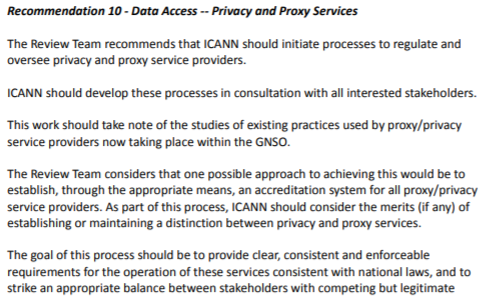 Recommendation 10 - Data Access -- Privacy and Proxy Services
The Review Team recommends that ICANN should initiate processes to regulate and
oversee privacy and proxy service providers.
ICANN should develop these processes in consultation with all interested stakeholders.
This work should take note of the studies of existing practices used by proxy/privacy
service providers now taking place within the GNSO.
The Review Team considers that one possible approach to achieving this would be to
establish, through the appropriate means, an accreditation system for all proxy/privacy
service providers. As part of this process, ICANN should consider the merits (if any) of
establishing or maintaining a distinction between privacy and proxy services.
The goal of this process should be to provide clear, consistent and enforceable
requirements for the operation of these services consistent with national laws, and to
strike an appropriate balance between stakeholders with competing but legitimate